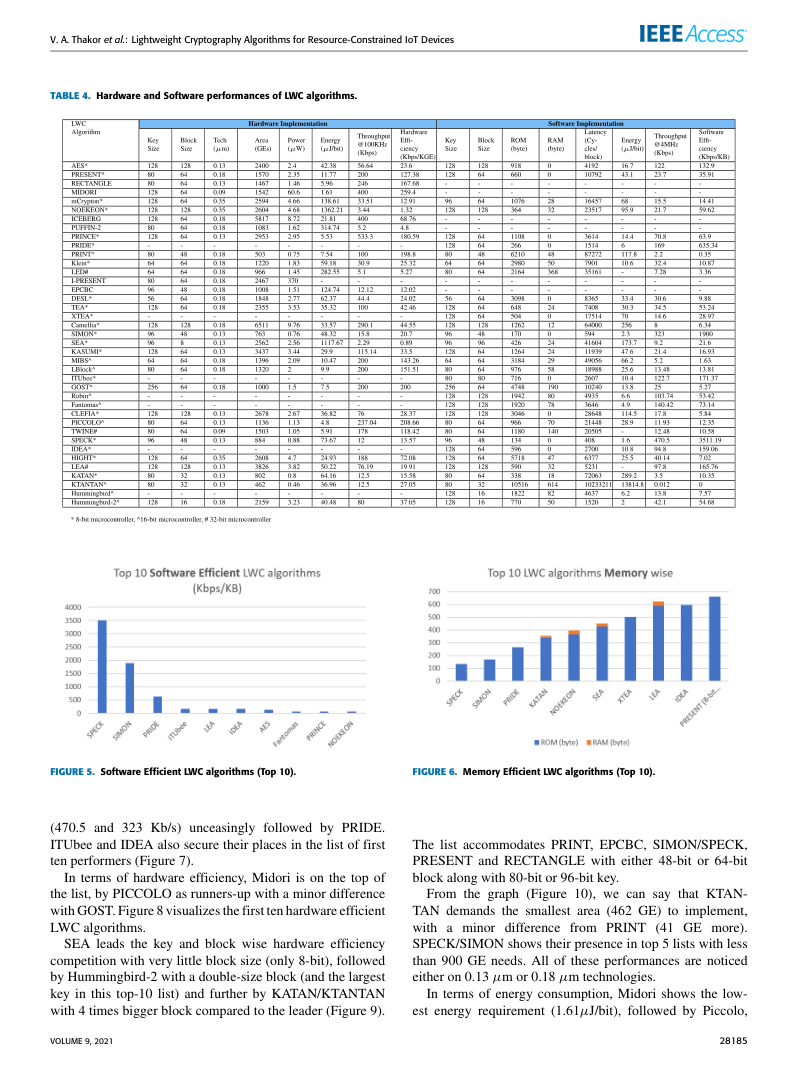 V. A. Thakor et al.: Lightweight Cryptography Algorithms for Resource-Constrained IoT Devices
IEEE Access
TABLE 4. Hardware and Software performances of LWC algorithms.
LWC Algorithm Hardware Implementation Software Implementation
Key Size Block Size Tech (μm) Area (GEs) Power (μW) Energy (μJ/bit) Throughput @100KHz (Kbps) Hardware Effi-ciency (Kbps/KGE) Key Size Block Size ROM (byte) RAM (byte) Latency (Cy-cles/ block) Energy (μJ/bit) Throughput @4MHz (Kbps) Software Effi-ciency (Kbps/KB)
AES* 128 128 0.13 2400 2.4 42.38 56.64 23.6 128 128 918 0 4192 16.7 122 132.9
PRESENT* 80 64 0.18 1570 2.35 11.77 200 127.38 128 64 660 0 10792 43.1 23.7 35.91
RECTANGLE 80 64 0.13 1467 1.46 5.96 246 167.68 - - - - - - - -
MIDORI 128 64 0.09 1542 60.6 1.61 400 259.4 - - - - - - - -
mCrypton* 128 64 0.35 2594 4.66 138.61 33.51 12.91 96 64 1076 28 16457 68 15.5 14.41
NOEKEON* 128 128 0.35 2604 4.68 1362.21 3.44 1.32 128 128 364 32 23517 95.9 21.7 59.62
ICEBERG 128 64 0.18 5817 8.72 21.81 400 68.76 - - - - - - - -
PUFFIN-2 80 64 0.18 1083 1.62 314.74 5.2 4.8 - - - - - - - -
PRINCE* 128 64 0.13 2953 2.95 5.53 533.3 180.59 128 64 1108 0 3614 14.4 70.8 63.9
PRIDE* - - - - - - - - 128 64 266 0 1514 6 169 635.34
PRINT* 80 48 0.18 503 0.75 7.54 100 198.8 80 48 6210 48 87272 117.8 2.2 0.35
Klein* 64 64 0.18 1220 1.83 59.18 30.9 25.32 64 64 2980 50 7901 10.6 32.4 10.87
LED# 64 64 0.18 966 1.45 282.55 5.1 5.27 80 64 2164 368 35161 - 7.28 3.36
I-PRESENT 80 64 0.18 2467 370 - - - - - - - - - - -
EPCBC 96 48 0.18 1008 1.51 124.74 12.12 12.02 - - - - - - - -
DESL* 56 64 0.18 1848 2.77 62.37 44.4 24.02 56 64 3098 0 8365 33.4 30.6 9.88
TEA* 128 64 0.18 2355 3.53 35.32 100 42.46 128 64 648 24 7408 30.3 34.5 53.24
XTEA* - - - - - - - - 128 64 504 0 17514 70 14.6 28.97
Camellia* 128 128 0.18 6511 9.76 33.57 290.1 44.55 128 128 1262 12 64000 256 8 6.34
SIMON* 96 48 0.13 763 0.76 48.32 15.8 20.7 96 48 170 0 594 2.3 323 1900
SEA* 96 8 0.13 2562 2.56 1117.67 2.29 0.89 96 96 426 24 41604 173.7 9.2 21.6
KASUMI* 128 64 0.13 3437 3.44 29.9 115.14 33.5 128 64 1264 24 11939 47.6 21.4 16.93
MIBS^ 64 64 0.18 1396 2.09 10.47 200 143.26 64 64 3184 29 49056 66.2 5.2 1.63
LBlock^ 80 64 0.18 1320 2 9.9 200 151.51 80 64 976 58 18988 25.6 13.48 13.81
ITUbee* - - - - - - - - 80 80 716 0 2607 10.4 122.7 171.37
GOST* 256 64 0.18 1000 1.5 7.5 200 200 256 64 4748 190 10240 13.8 25 5.27
Robin^ - - - - - - - - 128 128 1942 80 4935 6.6 103.74 53.42
Fantomas^ - - - - - - - - 128 128 1920 78 3646 4.9 140.42 73.14
CLEFIA* 128 128 0.13 2678 2.67 36.82 76 28.37 128 128 3046 0 28648 114.5 17.8 5.84
PICCOLO^ 80 64 0.13 1136 1.13 4.8 237.04 208.66 80 64 966 70 21448 28.9 11.93 12.35
TWINE# 80 64 0.09 1503 1.05 5.91 178 118.42 80 64 1180 140 20505 - 12.48 10.58
SPECK* 96 48 0.13 884 0.88 73.67 12 13.57 96 48 134 0 408 1.6 470.5 3511.19
IDEA* - - - - - - - - 128 64 596 0 2700 10.8 94.8 159.06
HIGHT* 128 64 0.35 2608 4.7 24.93 188 72.08 128 64 5718 47 6377 25.5 40.14 7.02
LEA# 128 128 0.13 3826 3.82 50.22 76.19 19.91 128 128 590 32 5231 - 97.8 165.76
KATAN* 80 32 0.13 802 0.8 64.16 12.5 15.58 80 64 338 18 72063 289.2 3.5 10.35
KTANTAN* 80 32 0.13 462 0.46 36.96 12.5 27.05 80 32 10516 614 10233211 13814.8 0.012 0
Hummingbird^ - - - - - - - - 128 16 1822 82 4637 6.2 13.8 7.57
Hummingbird-2^ 128 16 0.18 2159 3.23 40.48 80 37.05 128 16 770 50 1520 2 42.1 54.68
* 8-bit microcontroller, ^16-bit microcontroller, # 32-bit microcontroller
Top 10 Software Efficient LWC algorithms
(Kbps/KB)
4000
3500
3000
2500
2000
1500
1000
500
0
SPECK SIMON PRIDE ITUbee LEA IDEA AES Fantomas PRINCE NOEKEON
FIGURE 5. Software Efficient LWC algorithms (Top 10).
Top 10 LWC algorithms Memory wise
700
600
500
400
300
200
100
0
SPECK SIMON PRIDE KATAN NOEKEON SEA XTEA LEA IDEA PRESENT (8-bit...
ROM (byte) RAM (byte)
FIGURE 6. Memory Efficient LWC algorithms (Top 10).
(470.5 and 323 Kb/s) unceasingly followed by PRIDE.
ITUbee and IDEA also secure their places in the list of first
ten performers (Figure 7).
In terms of hardware efficiency, Midori is on the top of
the list, by PICCOLO as runners-up with a minor difference
with GOST. Figure 8 visualizes the first ten hardware efficient
LWC algorithms.
SEA leads the key and block wise hardware efficiency
competition with very little block size (only 8-bit), followed
by Hummingbird-2 with a double-size block (and the largest
key in this top-10 list) and further by KATAN/KTANTAN
with 4 times bigger block compared to the leader (Figure 9).
The list accommodates PRINT, EPCBC, SIMON/SPECK,
PRESENT and RECTANGLE with either 48-bit or 64-bit
block along with 80-bit or 96-bit key.
From the graph (Figure 10), we can say that KTAN-
TAN demands the smallest area (462 GE) to implement,
with a minor difference from PRINT (41 GE more).
SPECK/SIMON shows their presence in top 5 lists with less
than 900 GE needs. All of these performances are noticed
either on 0.13 μm or 0.18 μm technologies.
In terms of energy consumption, Midori shows the low-
est energy requirement (1.61μJ/bit), followed by Piccolo,
VOLUME 9, 2021
28185